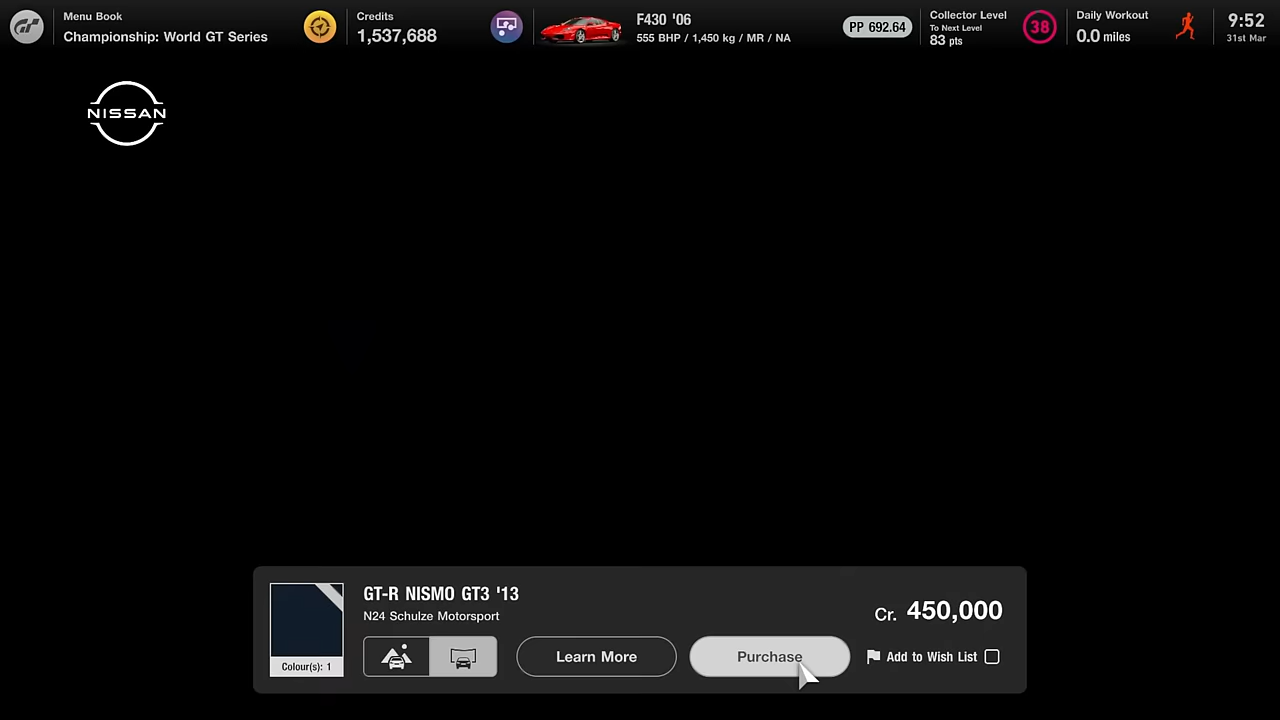 Menu Book
Championship: World GT Series
Credits
1,537,688
F430 '06
555 BHP / 1,450 kg / MR / NA
PP 692.64
Collector Level
To Next Level
83 pts
38
Daily Workout
0.0 miles
9:52
31st Mar
NISSAN
GT-R NISMO GT3 '13
N24 Schulze Motorsport
Cr. 450,000
Colour(s): 1
Learn More
Purchase
Add to Wish List